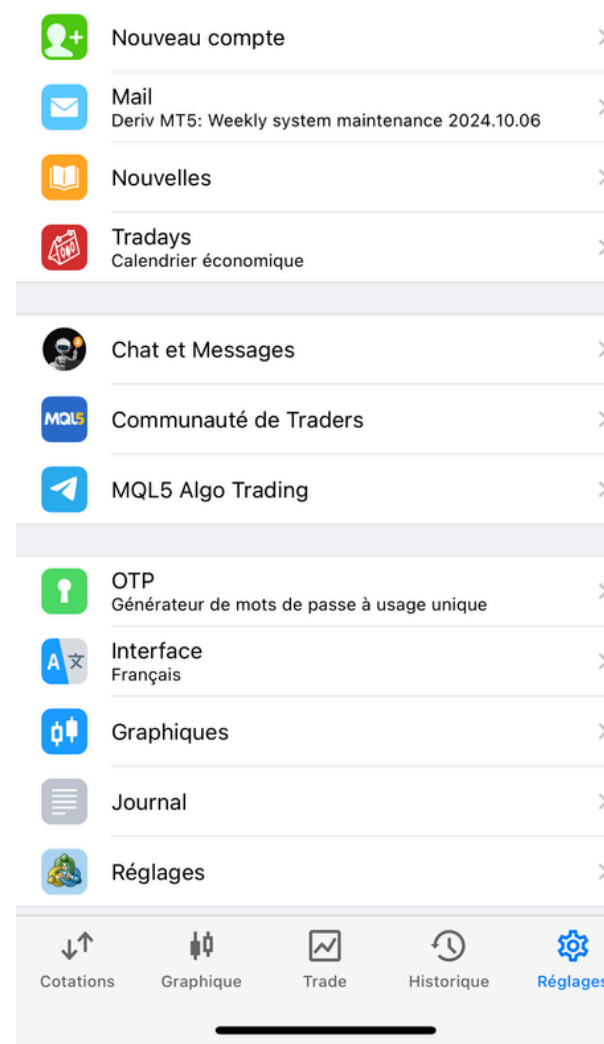 Nouveau compte
Mail
Deriv MT5: Weekly system maintenance 2024.10.06
Nouvelles
Tradays
Calendrier économique
Chat et Messages
MQL5
Communauté de Traders
MQL5 Algo Trading
OTP
Générateur de mots de passe à usage unique
A 文
Interface
Français
Graphiques
Journal
Réglages
Cotations
Graphique
Trade
Historique
Réglages